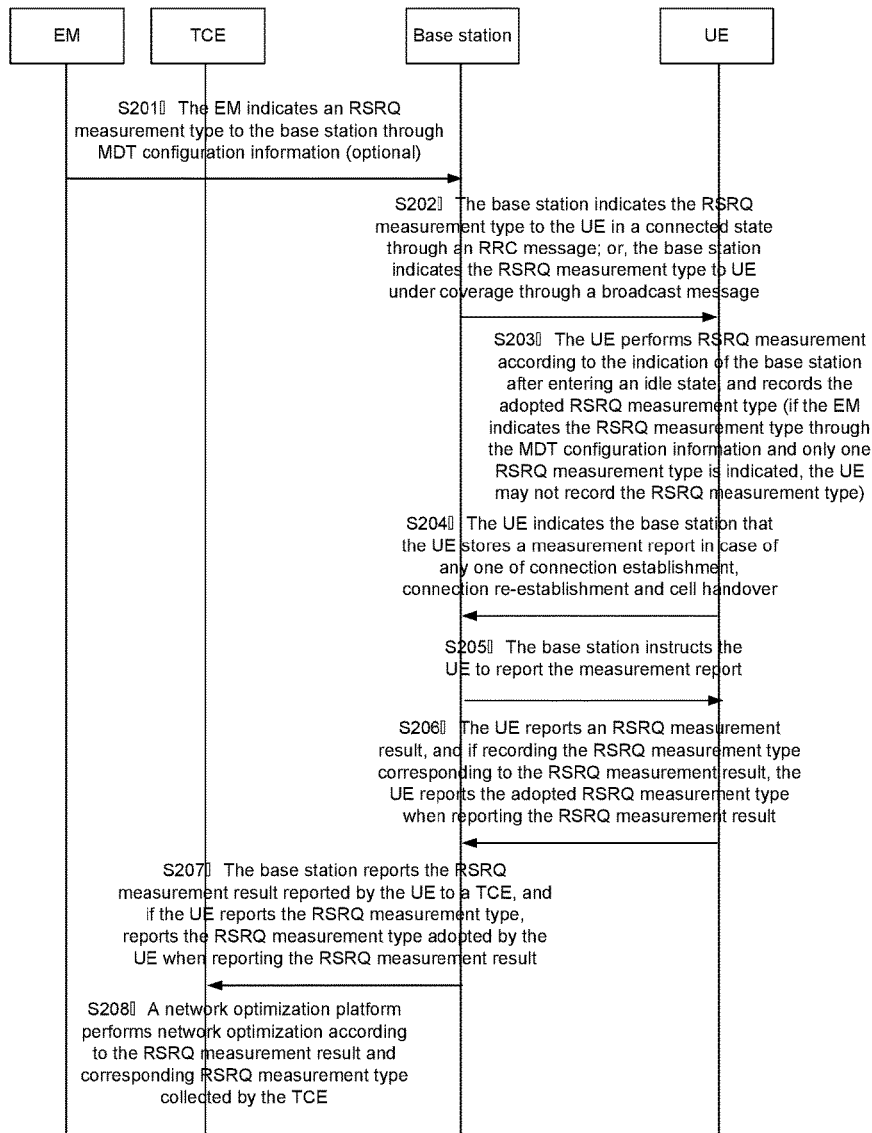 EM
TCE
Base station
UE
S201▯ The EM indicates an RSRQ
measurement type to the base station through
MDT configuration information (optional)
S202▯ The base station indicates the RSRQ
measurement type to the UE in a connected state
through an RRC message; or, the base station
indicates the RSRQ measurement type to UE
under coverage through a broadcast message
S203▯ The UE performs RSRQ measurement
according to the indication of the base station
after entering an idle state, and records the
adopted RSRQ measurement type (if the EM
indicates the RSRQ measurement type through
the MDT configuration information and only one
RSRQ measurement type is indicated, the UE
may not record the RSRQ measurement type)
S204▯ The UE indicates the base station that
the UE stores a measurement report in case of
any one of connection establishment,
connection re-establishment and cell handover
S205▯ The base station instructs the
UE to report the measurement report
S206▯ The UE reports an RSRQ measurement
result, and if recording the RSRQ measurement type
corresponding to the RSRQ measurement result, the
UE reports the adopted RSRQ measurement type
when reporting the RSRQ measurement result
S207▯ The base station reports the RSRQ
measurement result reported by the UE to a TCE, and
if the UE reports the RSRQ measurement type,
reports the RSRQ measurement type adopted by the
UE when reporting the RSRQ measurement result
S208▯ A network optimization platform
performs network optimization according
to the RSRQ measurement result and
corresponding RSRQ measurement type
collected by the TCE